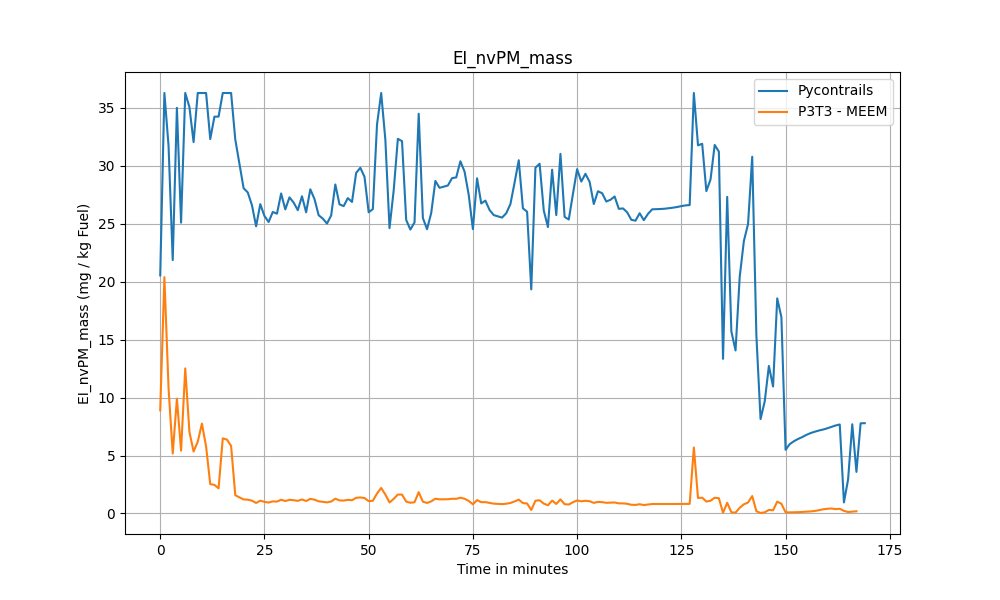 EI_nvPM_mass
Pycontrails
P3T3 - MEEM
EI_nvPM_mass (mg / kg Fuel)
35
30
25
20
15
10
5
0
0 25 50 75 100 125 150 175
Time in minutes